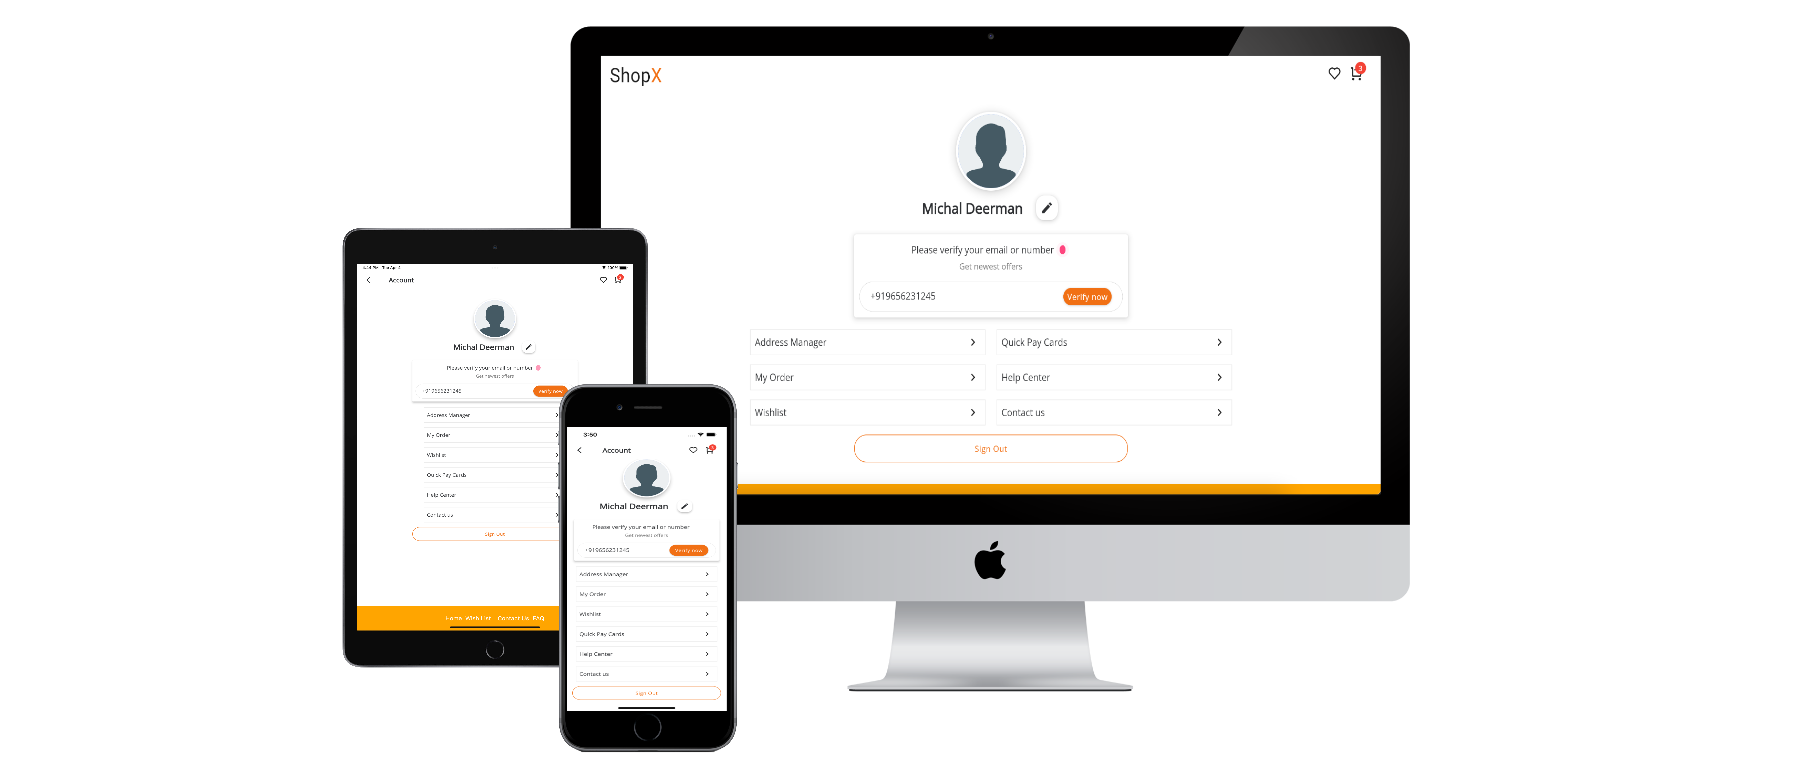 ShopX
3
Michal Deerman
Please verify your email or number
Get newest offers
+919656231245
Verify now
Address Manager
Quick Pay Cards
My Order
Help Center
Wishlist
Contact us
Sign Out
100%
Account
Michal Deerman
Please verify your email or number
Get newest offers
+919656231245
Verify now
Address Manager
My Order
Wishlist
Quick Pay Cards
Help Center
Contact us
Sign Out
Home Wish List Contact Us FAQ
3:50
Account
Michal Deerman
Please verify your email or number
Get newest offers
+919656231245
Verify now
Address Manager
My Order
Wishlist
Quick Pay Cards
Help Center
Contact us
Sign Out